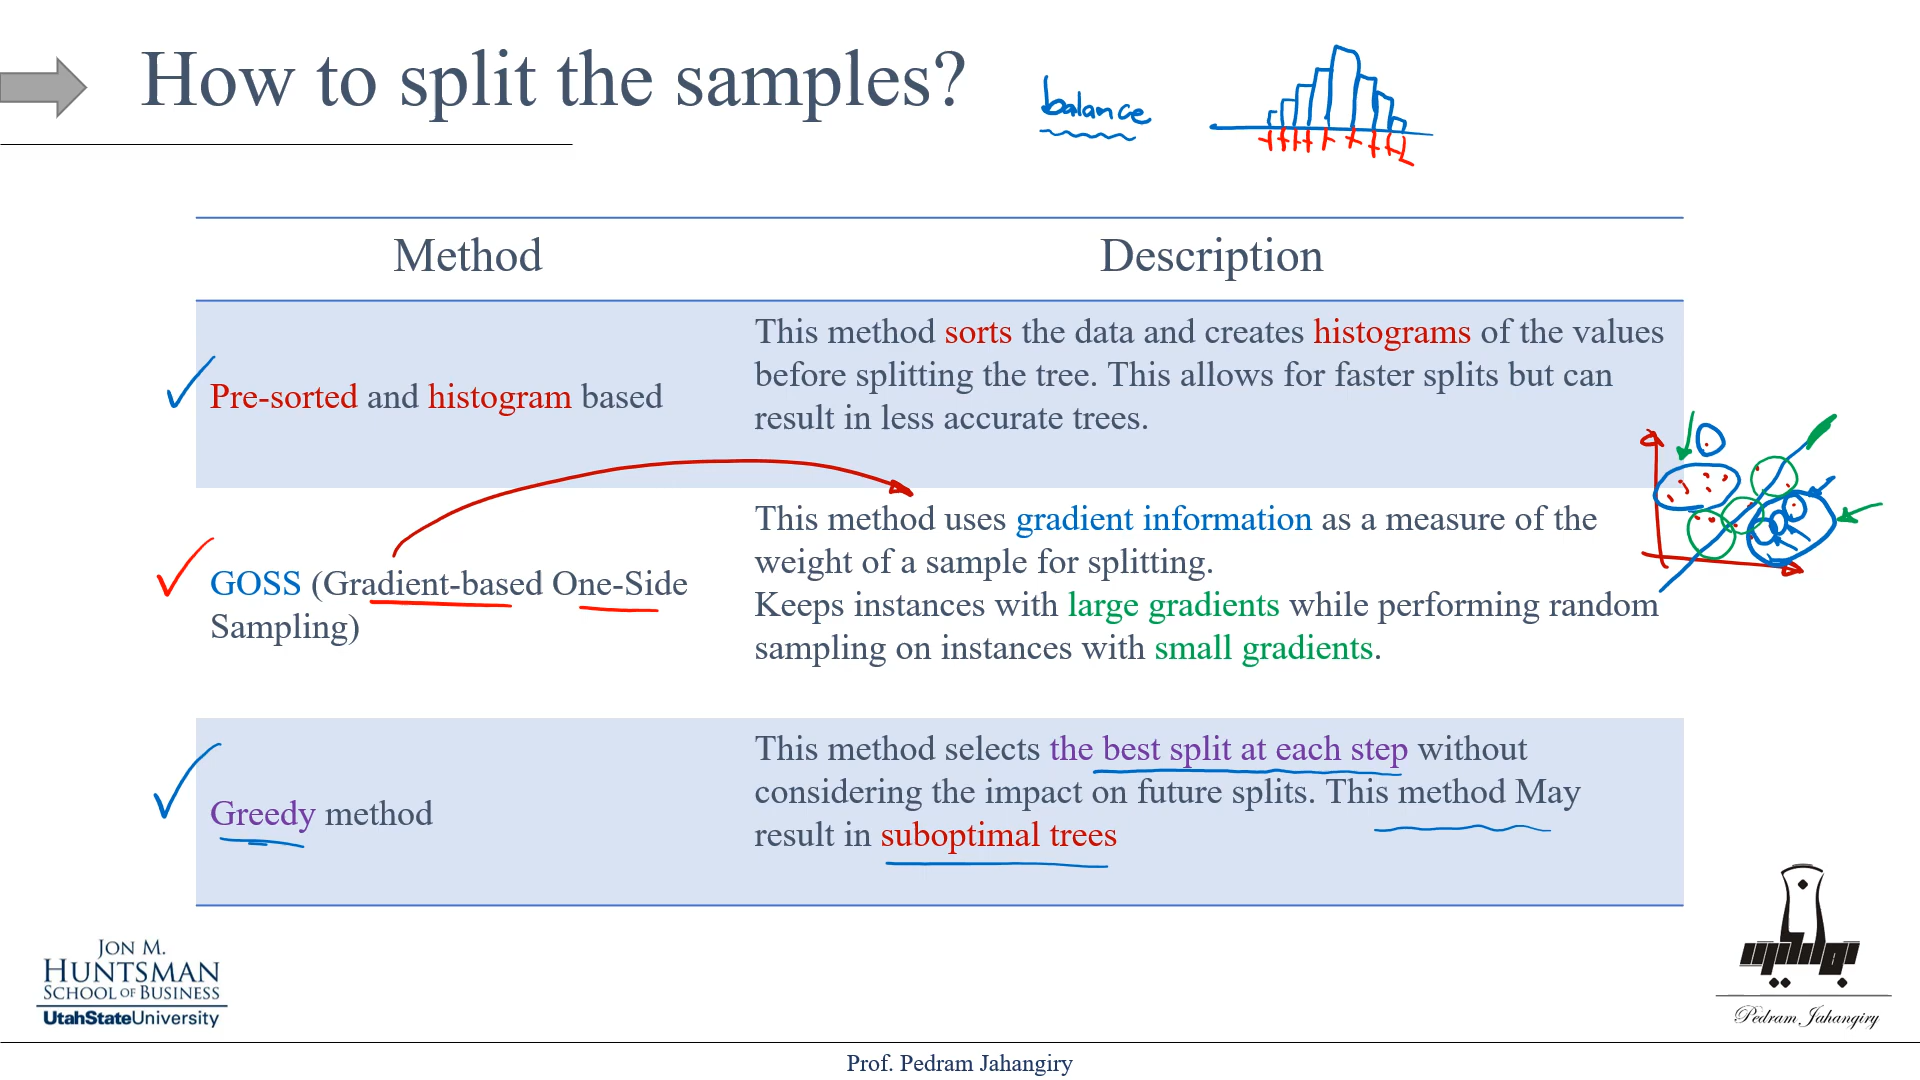 How to split the samples?
balance
Method
Description
Pre-sorted and histogram based
This method sorts the data and creates histograms of the values
before splitting the tree. This allows for faster splits but can
result in less accurate trees.
GOSS (Gradient-based One-Side
Sampling)
This method uses gradient information as a measure of the
weight of a sample for splitting.
Keeps instances with large gradients while performing random
sampling on instances with small gradients.
Greedy method
This method selects the best split at each step without
considering the impact on future splits. This method May
result in suboptimal trees
JON M.
HUNTSMAN
SCHOOL OF BUSINESS
UtahStateUniversity
Pedram Jahangiry
Prof. Pedram Jahangiry